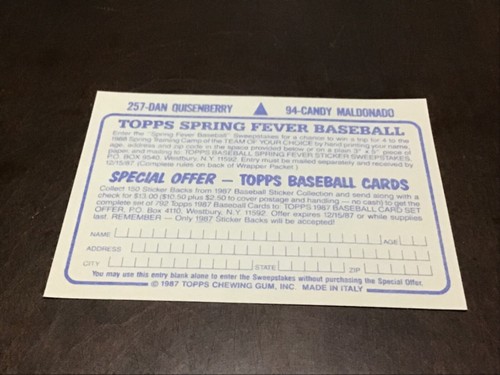 257-DAN QUISENBERRY 94-CANDY MALDONADO
TOPPS SPRING FEVER BASEBALL
Enter the "Spring Fever Baseball" Sweepstakes for a chance to win a trip for 4 to the
1988 Spring Training Camp of the TEAM OF YOUR CHOICE by hand printing your name,
age, address and zip code in the space provided below or on a plain 3" x 5" piece of
paper, and mailing to: TOPPS BASEBALL SPRING FEVER STICKER SWEEPSTAKES,
P.O. BOX 9540, Westbury, N.Y. 11592. Entry must be mailed separately and received by
12/15/87 (Complete rules on back of Wrapper Packet.)
SPECIAL OFFER — TOPPS BASEBALL CARDS
Collect 150 Sticker Backs from 1987 Baseball Sticker Collection and send along with a
check for $13.00 ($10.50 plus $2.50 to cover postage and handling — no cash) to get the
complete set of 792 Topps 1987 Baseball Cards to: TOPPS 1987 BASEBALL CARD SET
OFFER, P.O. Box 4110, Westbury, N.Y. 11592. Offer expires 12/15/87 or while supplies
last. REMEMBER — Only 1987 Sticker Backs will be accepted!
NAME AGE
ADDRESS
CITY STATE ZIP
You may use this entry blank alone to enter the Sweepstakes without purchasing the Special Offer.
© 1987 TOPPS CHEWING GUM, INC. MADE IN ITALY